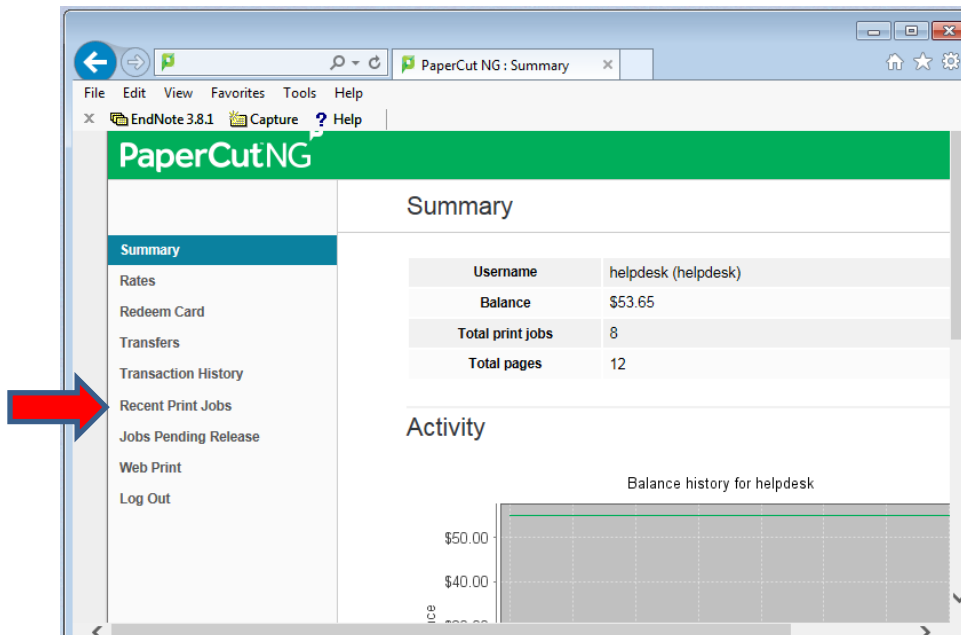 PaperCut NG : Summary
File Edit View Favorites Tools Help
EndNote 3.8.1 Capture ? Help
PaperCut NG
Summary
Summary
Rates
Redeem Card
Transfers
Transaction History
Recent Print Jobs
Jobs Pending Release
Web Print
Log Out
Username helpdesk (helpdesk)
Balance $53.65
Total print jobs 8
Total pages 12
Activity
Balance history for helpdesk
$50.00
$40.00